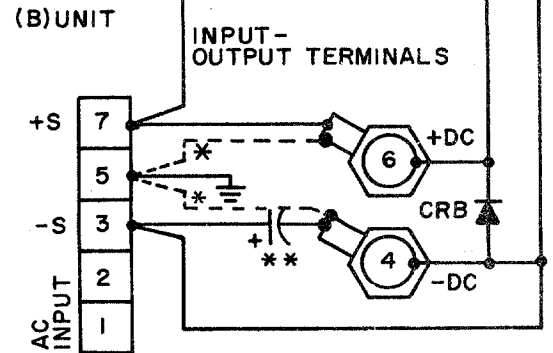 (B)UNIT
INPUT-
OUTPUT TERMINALS
+S
7
*
6
+DC
5
*
CRB
-S
3
+
**
4
-DC
2
1
AC
INPUT